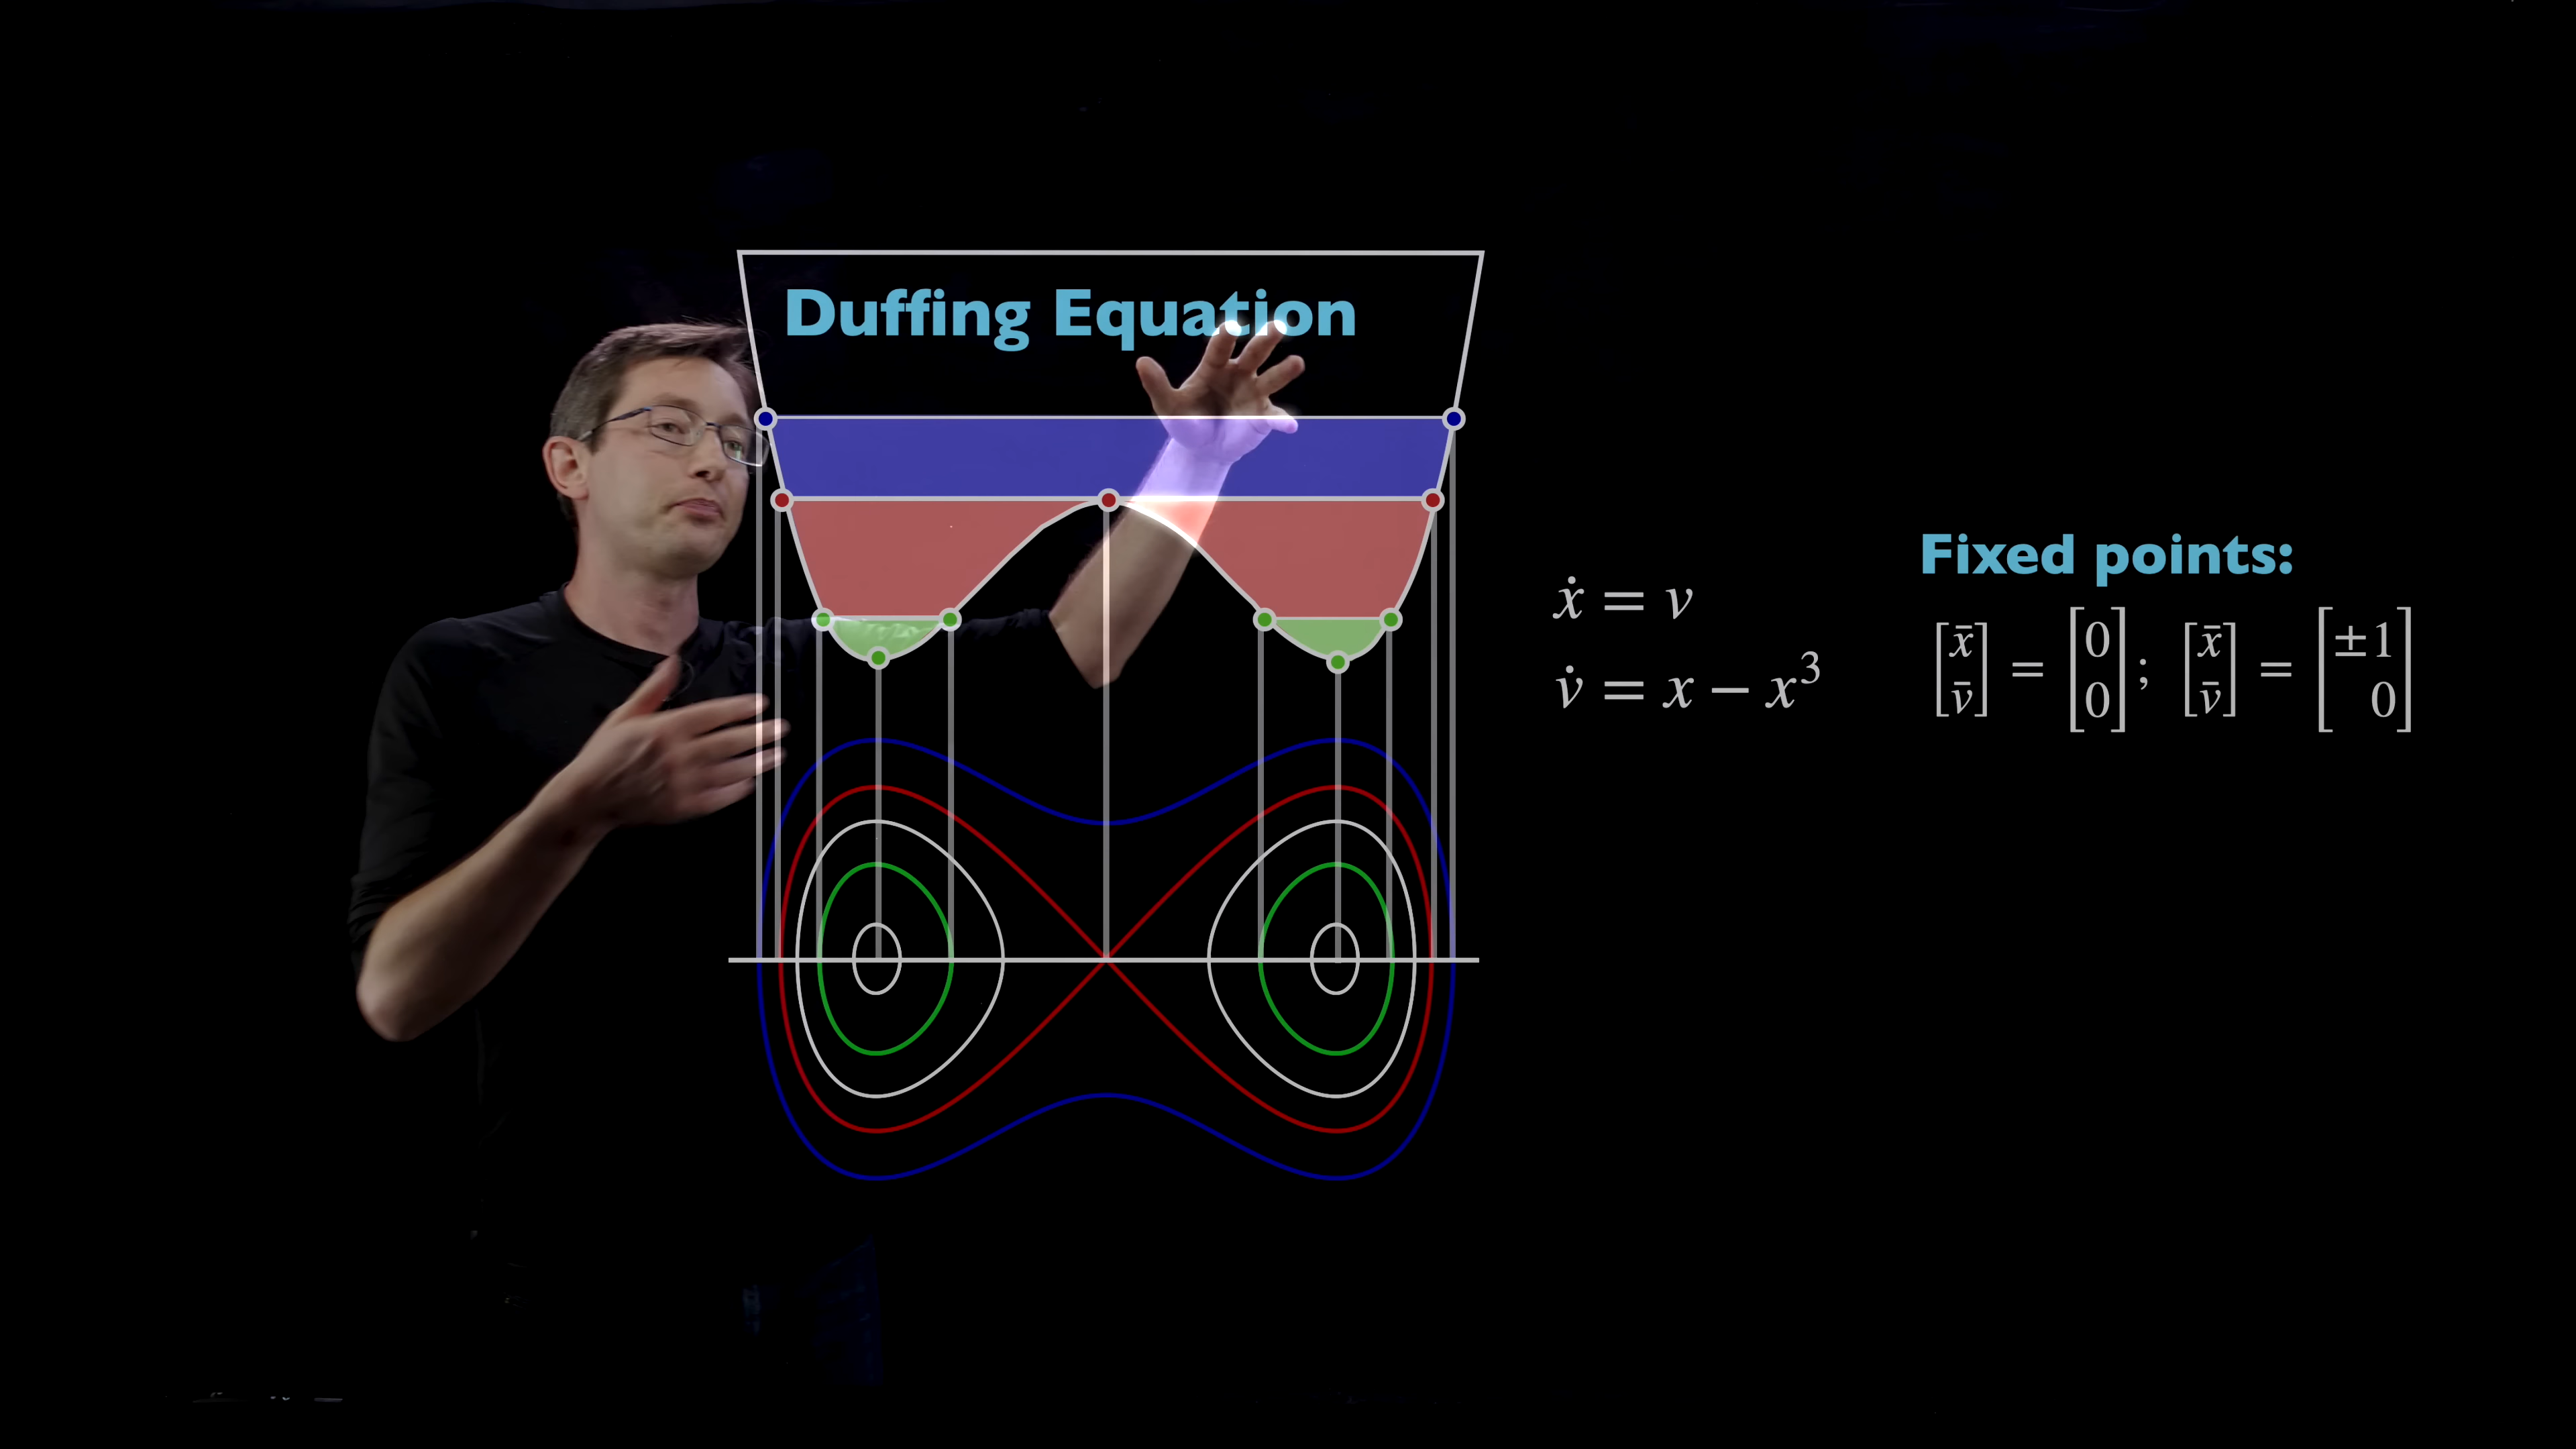 Duffing Equation
ẋ = v
v̇ = x − x³
Fixed points:
[x̄ v̄] = [0 0]; [x̄ v̄] = [±1 0]